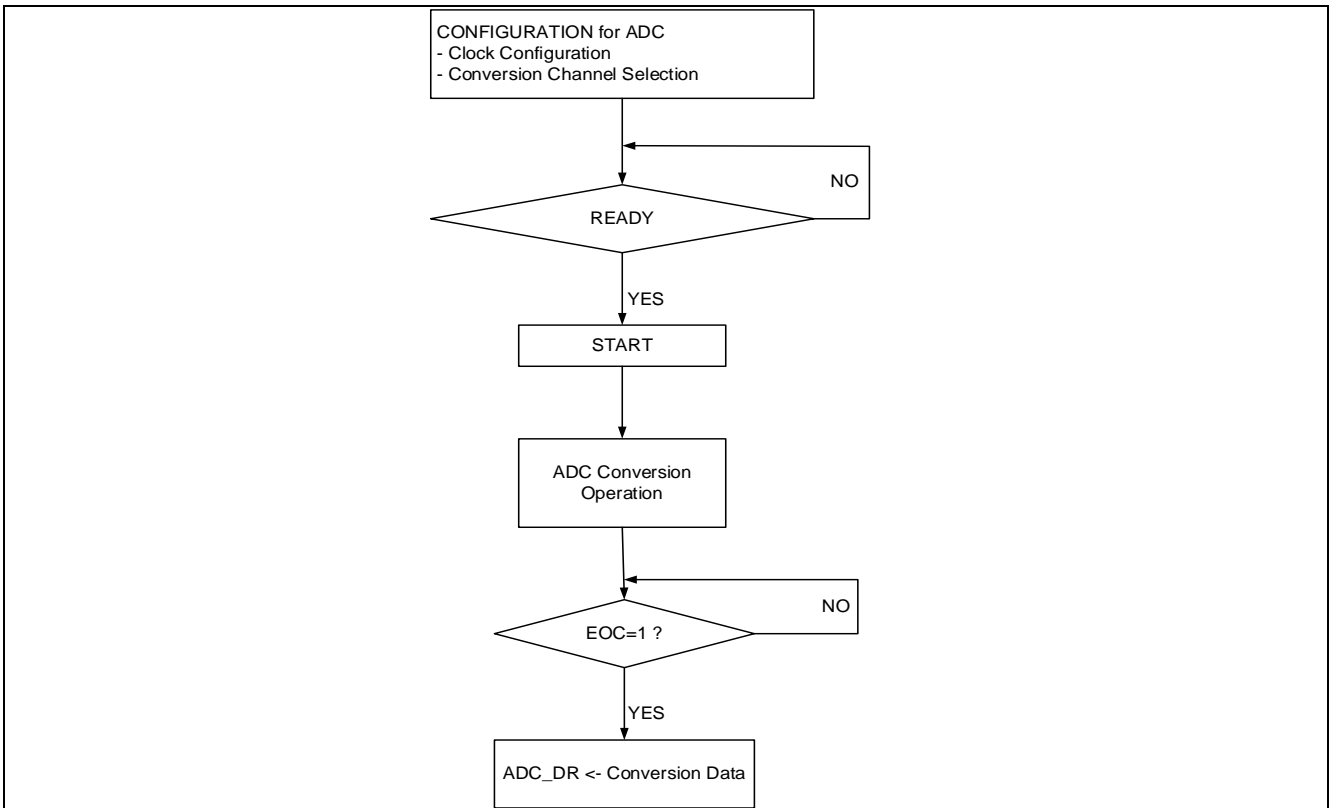 CONFIGURATION for ADC
- Clock Configuration
- Conversion Channel Selection
NO
READY
YES
START
ADC Conversion
Operation
NO
EOC=1 ?
YES
ADC_DR <- Conversion Data